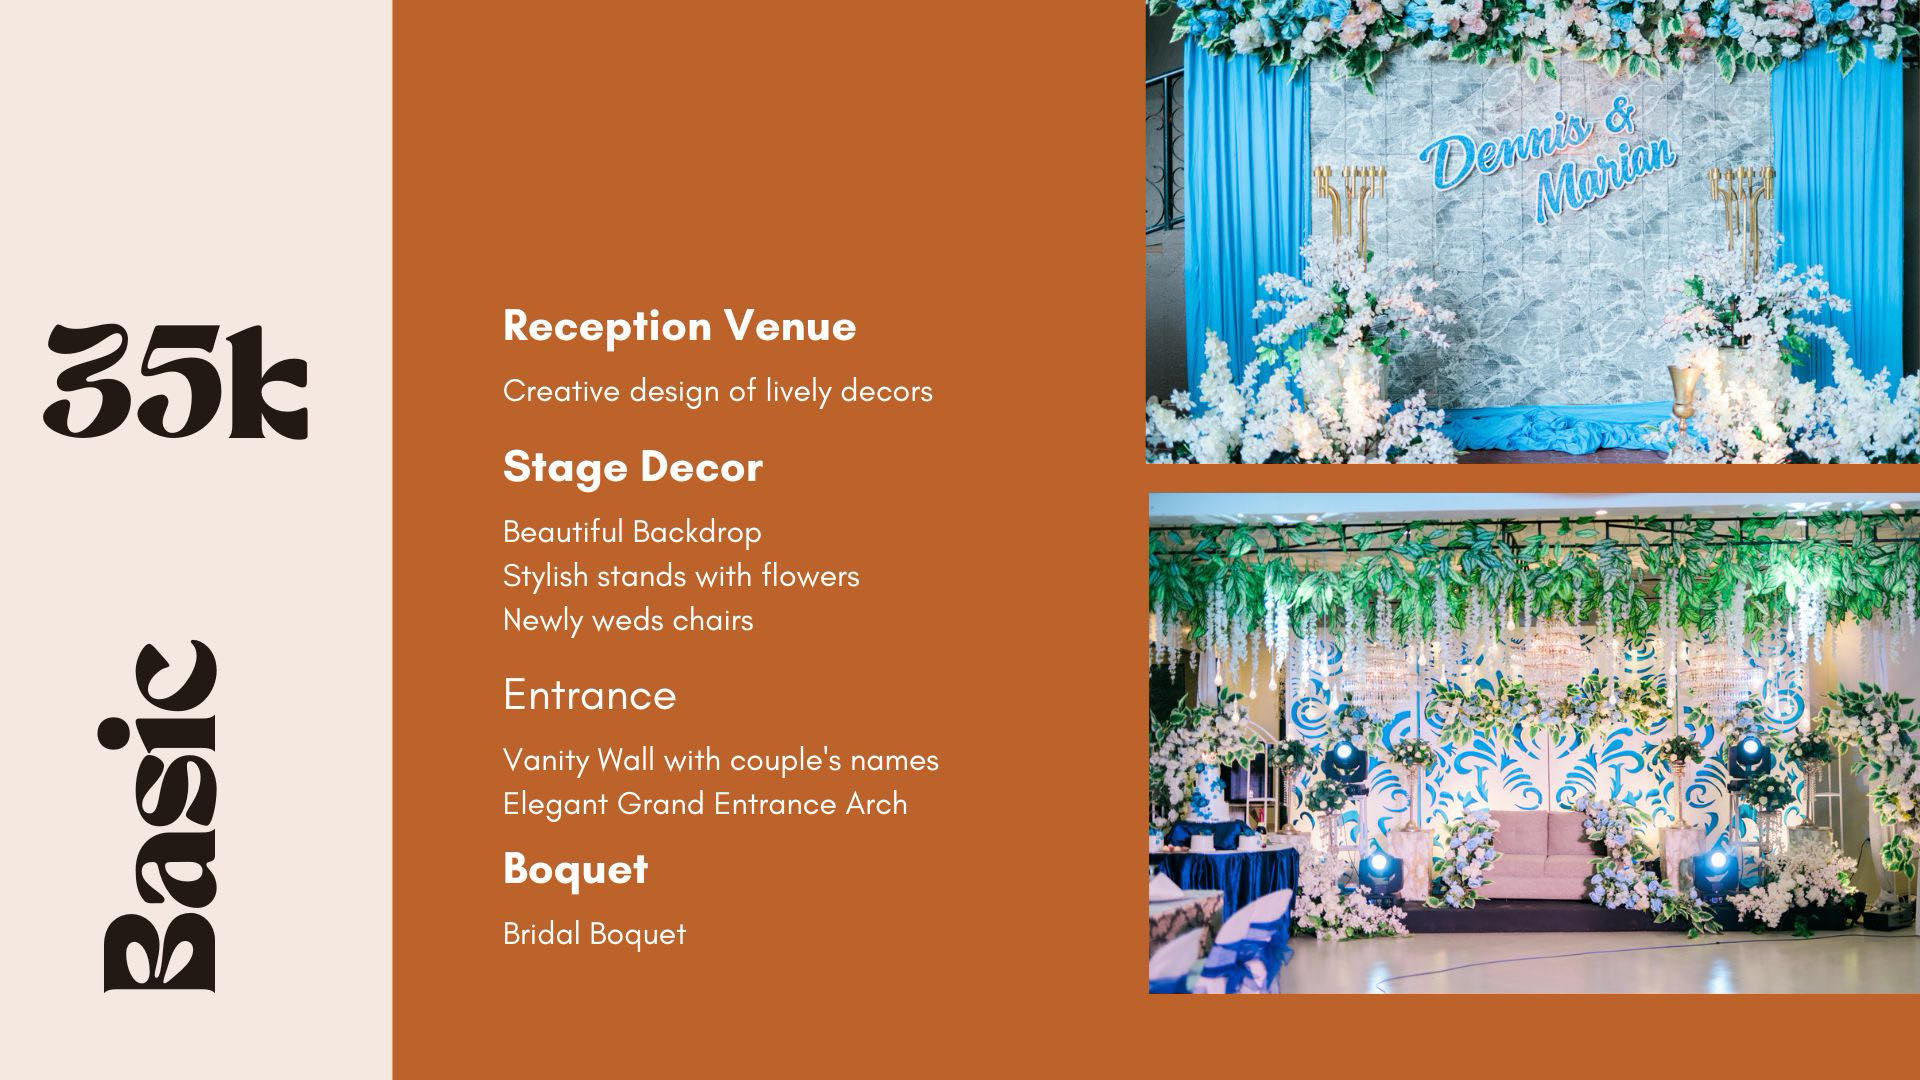 35k
Basic
Reception Venue
Creative design of lively decors
Stage Decor
Beautiful Backdrop
Stylish stands with flowers
Newly weds chairs
Entrance
Vanity Wall with couple's names
Elegant Grand Entrance Arch
Boquet
Bridal Boquet
Dennis &
Marian